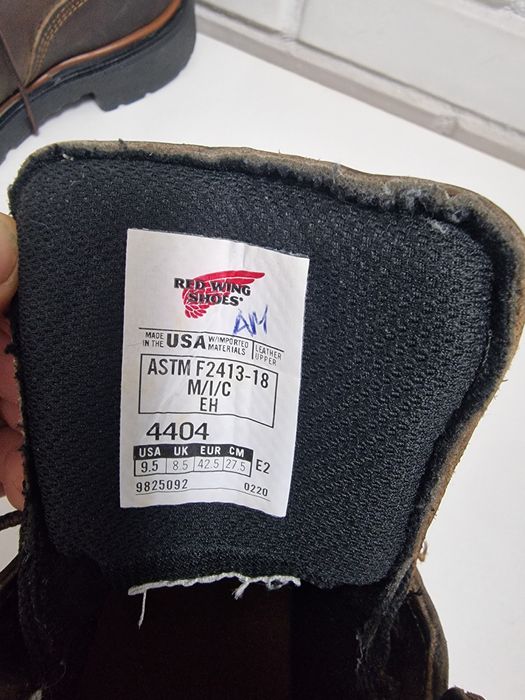 RED WING
SHOES®
AM
MADE IN THE USA W/IMPORTED MATERIALS LEATHER UPPER
ASTM F2413-18
M/I/C
EH
4404
USA UK EUR CM
9.5 8.5 42.5 27.5 E2
9825092 0220